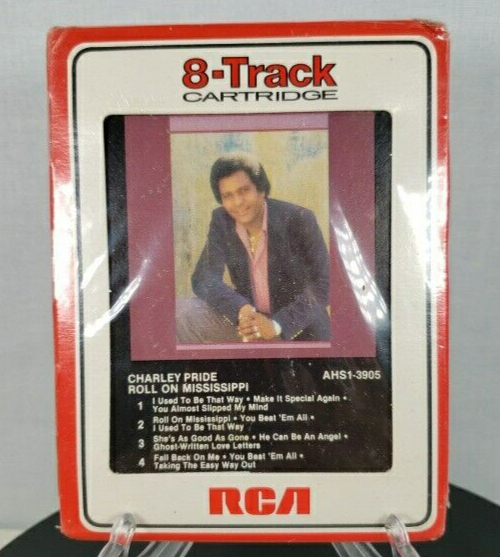 8-Track
CARTRIDGE
CHARLEY PRIDE AHS1-3905
ROLL ON MISSISSIPPI
1 I Used To Be That Way • Make It Special Again •
You Almost Slipped My Mind
2 Roll On Mississippi • You Beat 'Em All •
I Used To Be That Way
3 She's As Good As Gone • He Can Be An Angel •
Ghost-Written Love Letters
4 Fall Back On Me • You Beat 'Em All •
Taking The Easy Way Out
RCA